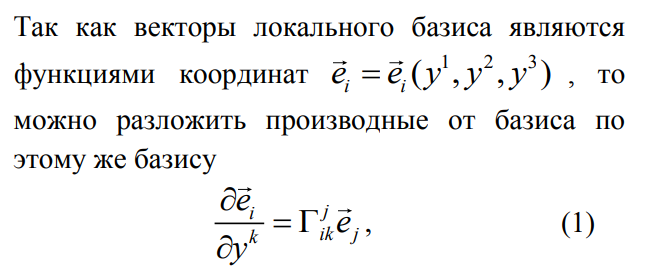 Так как векторы локального базиса являются
функциями координат $\vec{e}_i = \vec{e}_i(y^1, y^2, y^3)$ , то
можно разложить производные от базиса по
этому же базису
$\frac{\partial \vec{e}_i}{\partial y^k} = \Gamma^j_{ik} \vec{e}_j,$ (1)